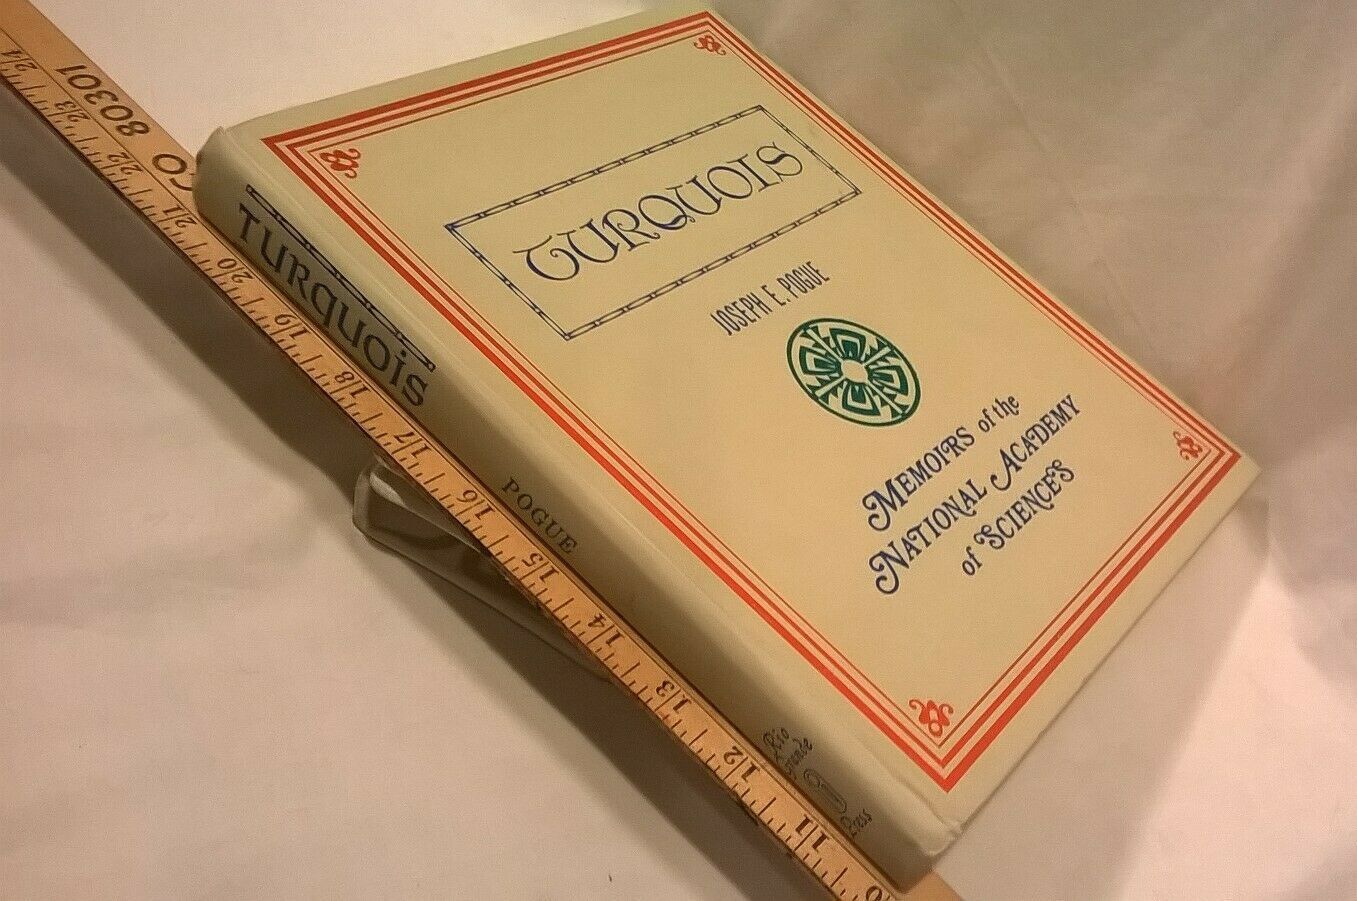 TURQUOIS
JOSEPH E. POGUE
MEMOIRS of the
NATIONAL ACADEMY
of SCIENCES
TURQUOIS
POGUE
Rio
Grande
Press
CO 80301
24
23
22
21
20
19
18
17
16
15
14
13
12
11